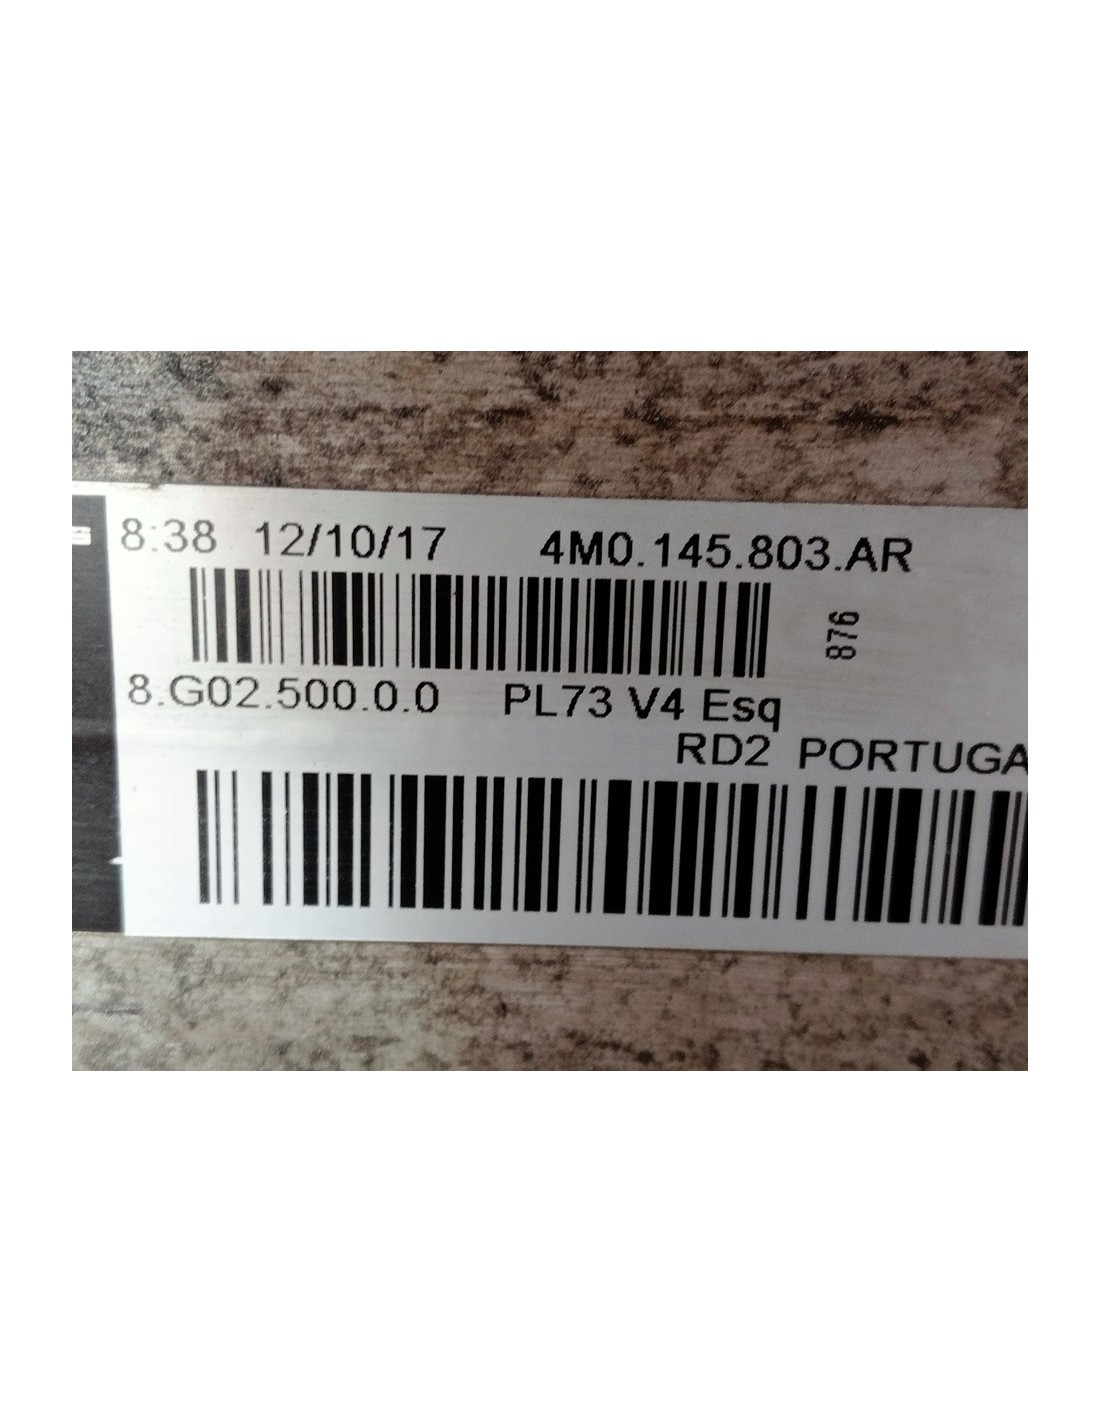 8:38 12/10/17 4M0.145.803.AR
876
8.G02.500.0.0 PL73 V4 Esq
RD2 PORTUGA